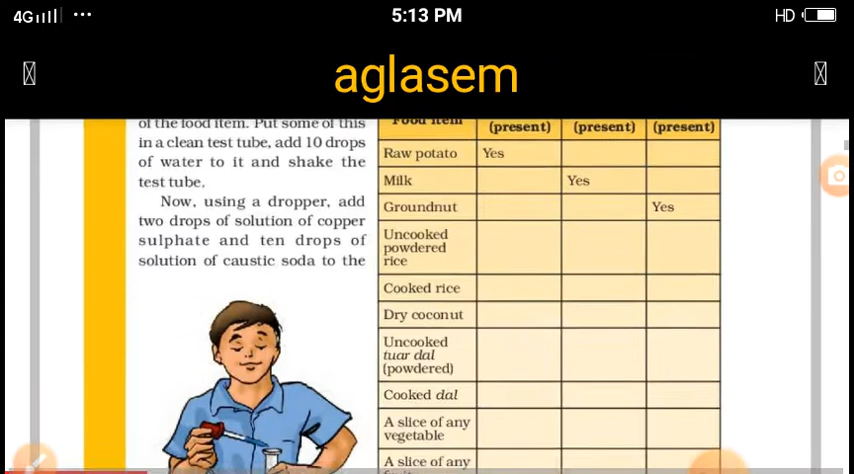 4G
5:13 PM
HD
aglasem
of the food item. Put some of this
in a clean test tube, add 10 drops
of water to it and shake the
test tube.
Now, using a dropper, add
two drops of solution of copper
sulphate and ten drops of
solution of caustic soda to the
Food item (present) (present) (present)
Raw potato Yes
Milk Yes
Groundnut Yes
Uncooked
powdered
rice
Cooked rice
Dry coconut
Uncooked
tuar dal
(powdered)
Cooked dal
A slice of any
vegetable
A slice of any